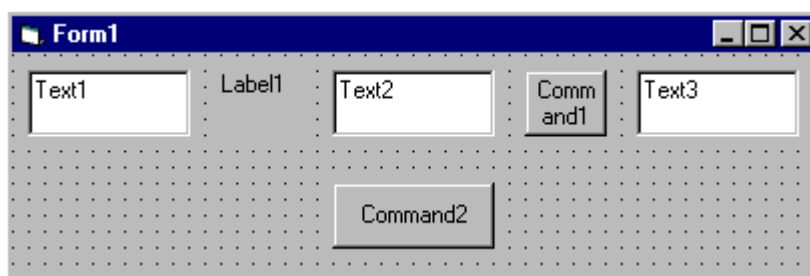 Form1
Text1
Label1
Text2
Comm
and1
Text3
Command2